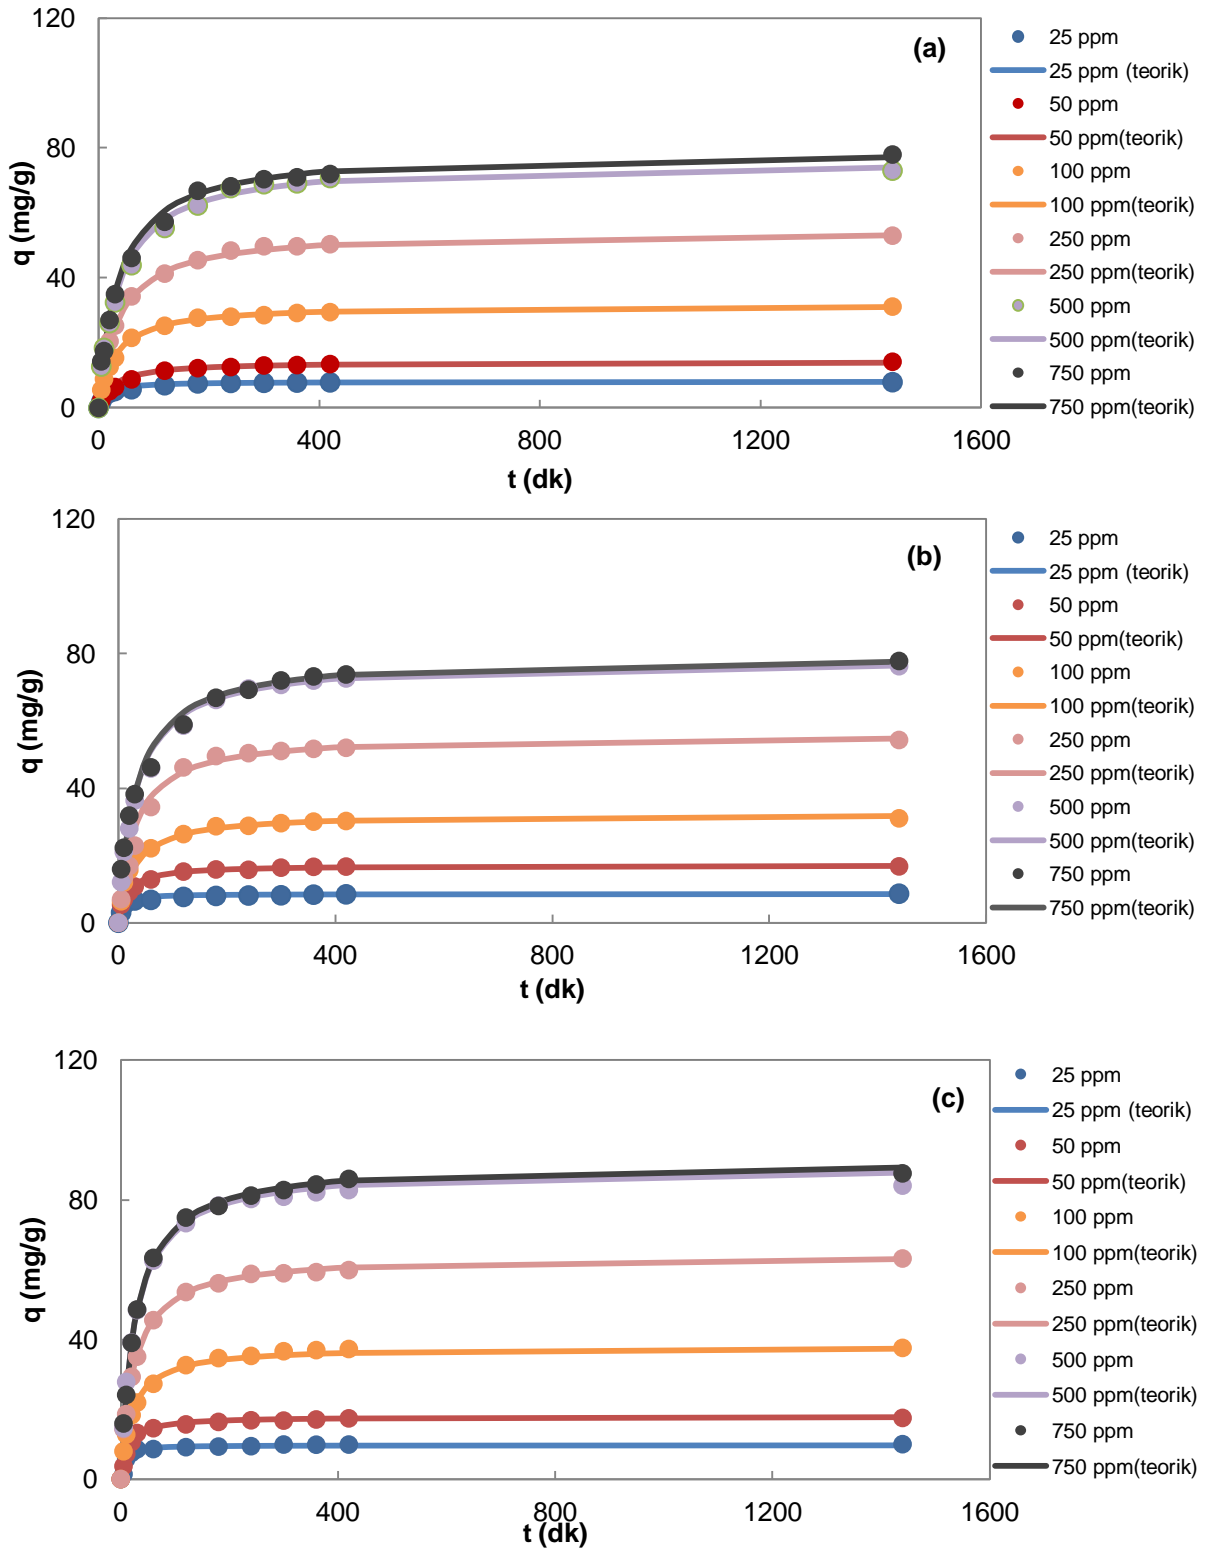 120
(a)
80
40
0
q (mg/g)
0
400
800
1200
1600
t (dk)
25 ppm
25 ppm (teorik)
50 ppm
50 ppm(teorik)
100 ppm
100 ppm(teorik)
250 ppm
250 ppm(teorik)
500 ppm
500 ppm(teorik)
750 ppm
750 ppm(teorik)
120
(b)
80
40
0
q (mg/g)
0
400
800
1200
1600
t (dk)
25 ppm
25 ppm (teorik)
50 ppm
50 ppm(teorik)
100 ppm
100 ppm(teorik)
250 ppm
250 ppm(teorik)
500 ppm
500 ppm(teorik)
750 ppm
750 ppm(teorik)
120
(c)
80
40
0
q (mg/g)
0
400
800
1200
1600
t (dk)
25 ppm
25 ppm (teorik)
50 ppm
50 ppm(teorik)
100 ppm
100 ppm(teorik)
250 ppm
250 ppm(teorik)
500 ppm
500 ppm(teorik)
750 ppm
750 ppm(teorik)